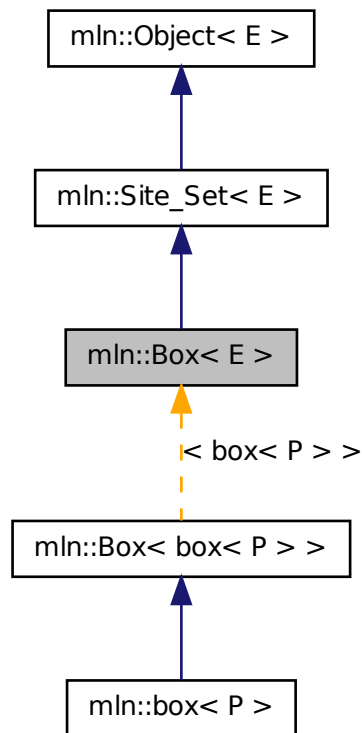 mln::Object< E >
mln::Site_Set< E >
mln::Box< E >
< box< P > >
mln::Box< box< P > >
mln::box< P >